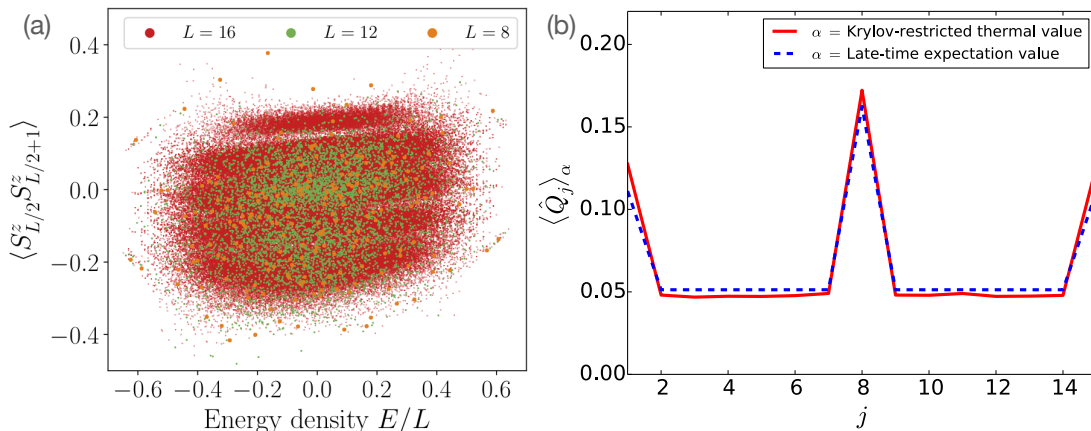 (a)
L = 16
L = 12
L = 8
0.4
0.2
0.0
−0.2
−0.4
⟨S^z_{L/2} S^z_{L/2+1}⟩
−0.6
−0.4
−0.2
0.0
0.2
0.4
0.6
Energy density E/L
(b)
α = Krylov-restricted thermal value
α = Late-time expectation value
0.20
0.15
0.10
0.05
0.00
⟨Q̂_j⟩_α
2
4
6
8
10
12
14
j